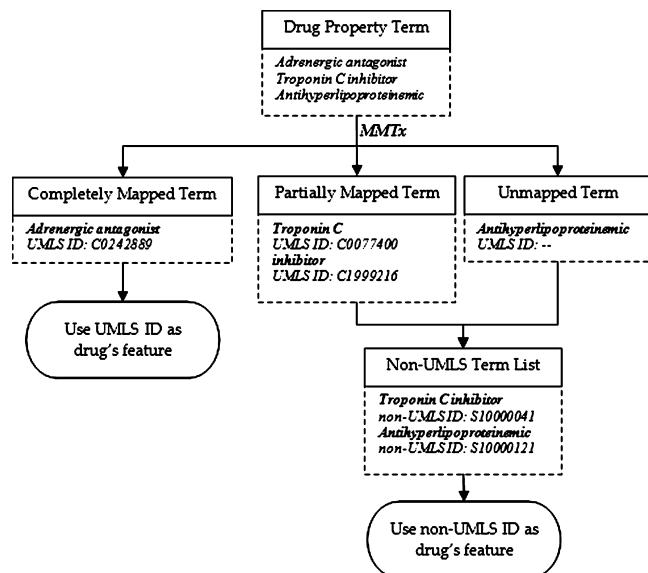 Drug Property Term
Adrenergic antagonist
Troponin C inhibitor
Antihyperlipoproteinemic
MMTx
Completely Mapped Term
Adrenergic antagonist
UMLS ID: C0242889
Partially Mapped Term
Troponin C
UMLS ID: C0077400
inhibitor
UMLS ID: C1999216
Unmapped Term
Antihyperlipoproteinemic
UMLS ID: --
Use UMLS ID as
drug's feature
Non-UMLS Term List
Troponin C inhibitor
non-UMLS ID: S10000041
Antihyperlipoproteinemic
non-UMLS ID: S10000121
Use non-UMLS ID as
drug's feature